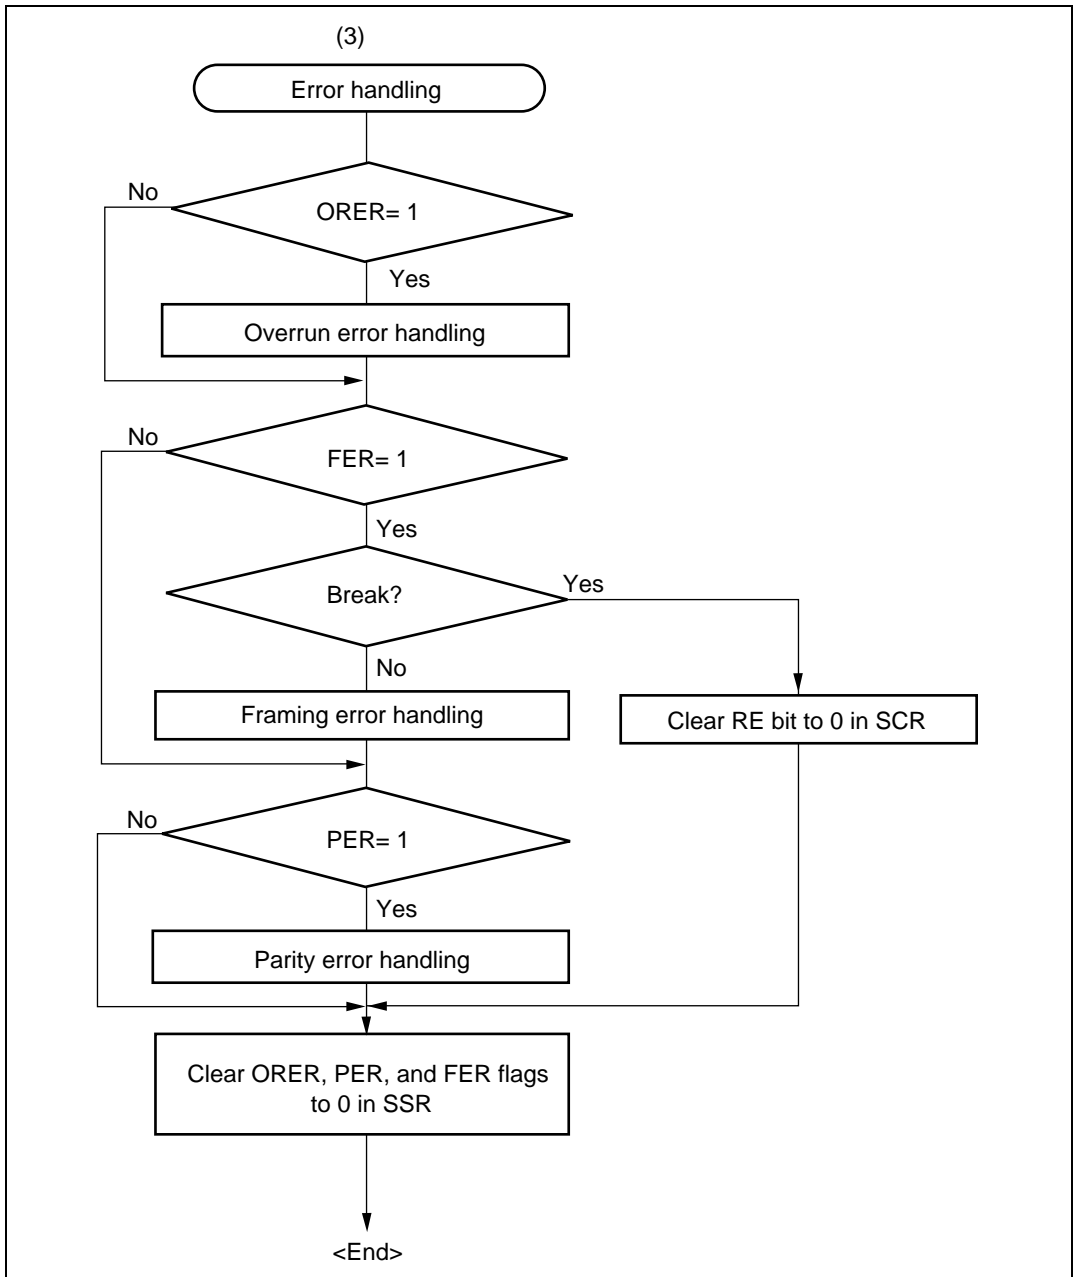 (3)
Error handling
No
ORER= 1
Yes
Overrun error handling
No
FER= 1
Yes
Break?
Yes
No
Framing error handling
Clear RE bit to 0 in SCR
No
PER= 1
Yes
Parity error handling
Clear ORER, PER, and FER flags
to 0 in SSR
<End>